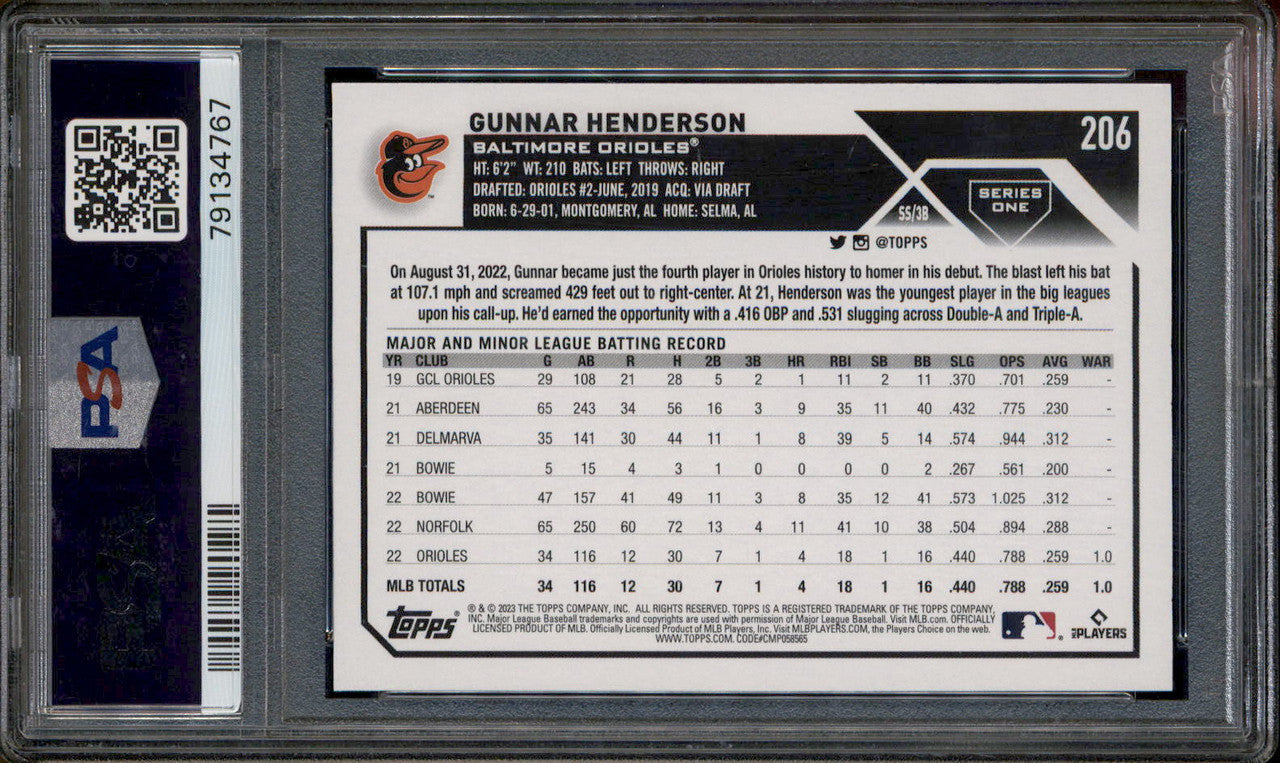 79134767
PSA
GUNNAR HENDERSON
206
BALTIMORE ORIOLES®
HT: 6'2" WT: 210 BATS: LEFT THROWS: RIGHT
DRAFTED: ORIOLES #2-JUNE, 2019 ACQ: VIA DRAFT
BORN: 6-29-01, MONTGOMERY, AL HOME: SELMA, AL
SS/3B
SERIES
ONE
@TOPPS
On August 31, 2022, Gunnar became just the fourth player in Orioles history to homer in his debut. The blast left his bat
at 107.1 mph and screamed 429 feet out to right-center. At 21, Henderson was the youngest player in the big leagues
upon his call-up. He'd earned the opportunity with a .416 OBP and .531 slugging across Double-A and Triple-A.
MAJOR AND MINOR LEAGUE BATTING RECORD
YR CLUB G AB R H 2B 3B HR RBI SB BB SLG OPS AVG WAR
19 GCL ORIOLES 29 108 21 28 5 2 1 11 2 11 .370 .701 .259 -
21 ABERDEEN 65 243 34 56 16 3 9 35 11 40 .432 .775 .230 -
21 DELMARVA 35 141 30 44 11 1 8 39 5 14 .574 .944 .312 -
21 BOWIE 5 15 4 3 1 0 0 0 0 2 .267 .561 .200 -
22 BOWIE 47 157 41 49 11 3 8 35 12 41 .573 1.025 .312 -
22 NORFOLK 65 250 60 72 13 4 11 41 10 38 .504 .894 .288 -
22 ORIOLES 34 116 12 30 7 1 4 18 1 16 .440 .788 .259 1.0
MLB TOTALS 34 116 12 30 7 1 4 18 1 16 .440 .788 .259 1.0
Topps®
® & © 2023 THE TOPPS COMPANY, INC. ALL RIGHTS RESERVED. TOPPS IS A REGISTERED TRADEMARK OF THE TOPPS COMPANY,
INC. Major League Baseball trademarks and copyrights are used with permission of Major League Baseball. Visit MLB.com. OFFICIALLY
LICENSED PRODUCT OF MLB. Officially Licensed Product of MLB Players, Inc. Visit MLBPLAYERS.COM, the Players Choice on the web.
WWW.TOPPS.COM. CODE#CMP058565
MLBPLAYERS
PSA